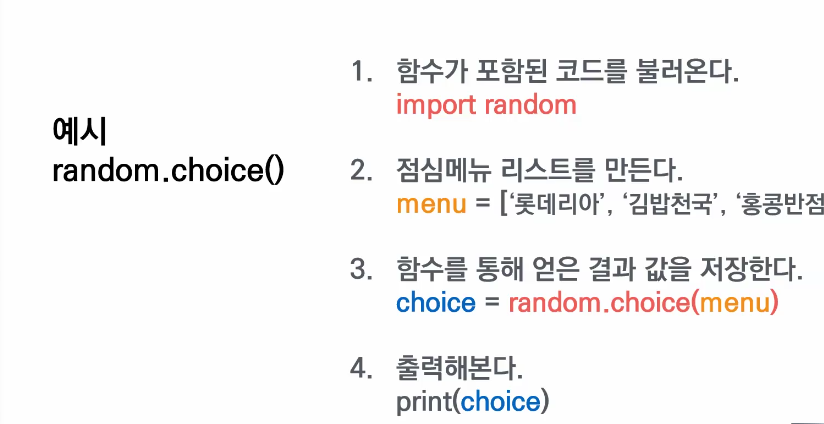 예시
random.choice()
1. 함수가 포함된 코드를 불러온다.
import random
2. 점심메뉴 리스트를 만든다.
menu = [‘롯데리아’, ‘김밥천국’, ‘홍콩반점
3. 함수를 통해 얻은 결과 값을 저장한다.
choice = random.choice(menu)
4. 출력해본다.
print(choice)